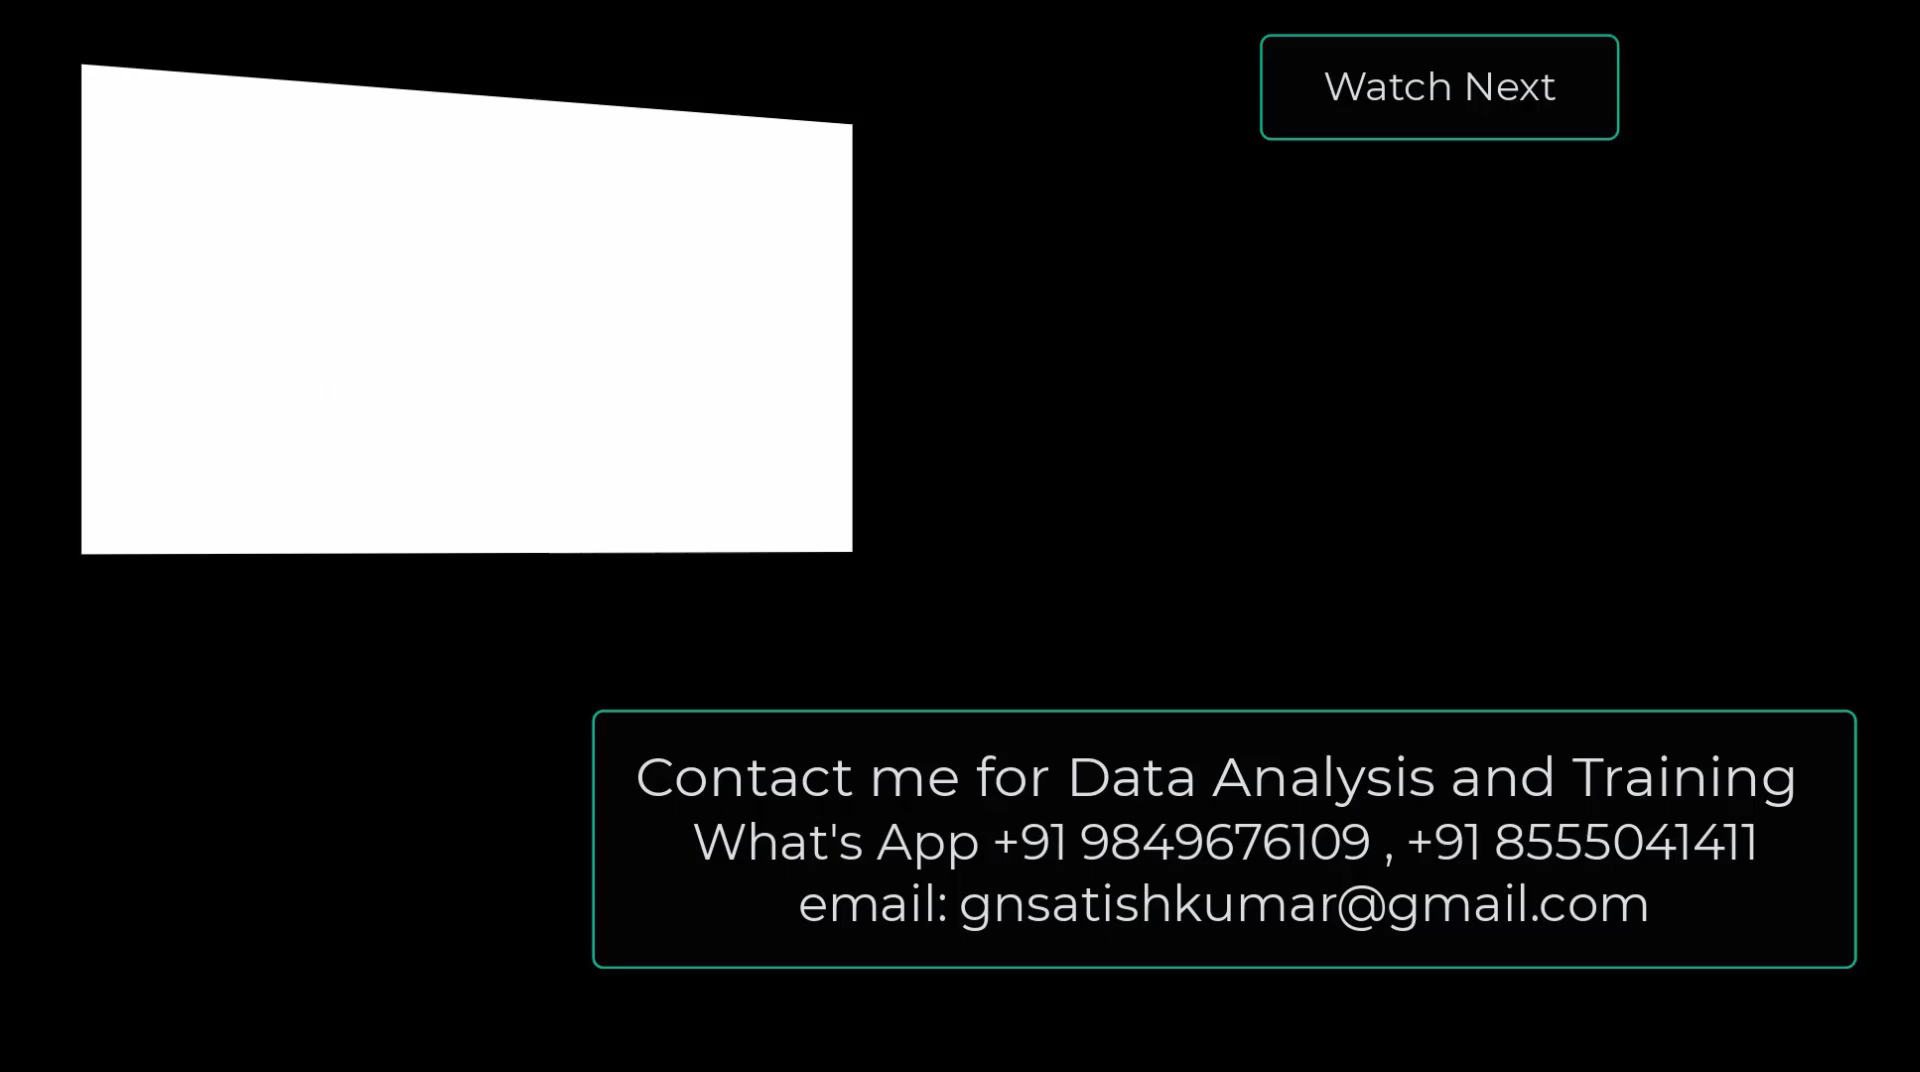 Watch Next
Contact me for Data Analysis and Training
What's App +91 9849676109 , +91 8555041411
email: gnsatishkumar@gmail.com